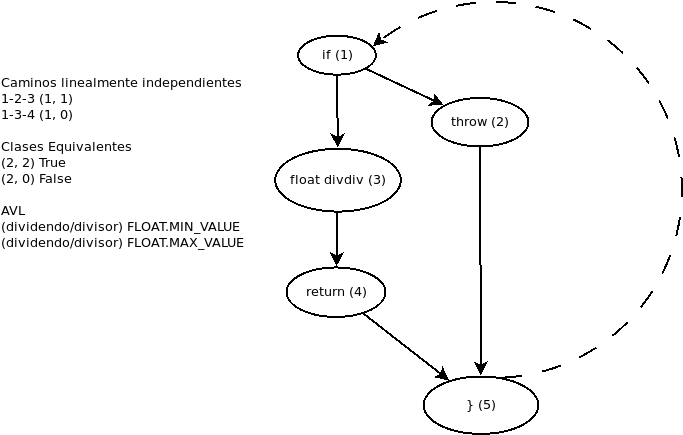 if (1)
Caminos linealmente independientes
1-2-3 (1, 1)
1-3-4 (1, 0)
throw (2)
Clases Equivalentes
(2, 2) True
(2, 0) False
float divdiv (3)
AVL
(dividendo/divisor) FLOAT.MIN_VALUE
(dividendo/divisor) FLOAT.MAX_VALUE
return (4)
} (5)